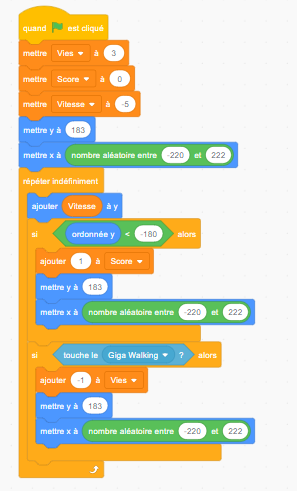 quand est cliqué
mettre Vies à 3
mettre Score à 0
mettre Vitesse à -5
mettre y à 183
mettre x à nombre aléatoire entre -220 et 222
répéter indéfiniment
ajouter Vitesse à y
si ordonnée y < -180 alors
ajouter 1 à Score
mettre y à 183
mettre x à nombre aléatoire entre -220 et 222
si touche le Giga Walking ? alors
ajouter -1 à Vies
mettre y à 183
mettre x à nombre aléatoire entre -220 et 222